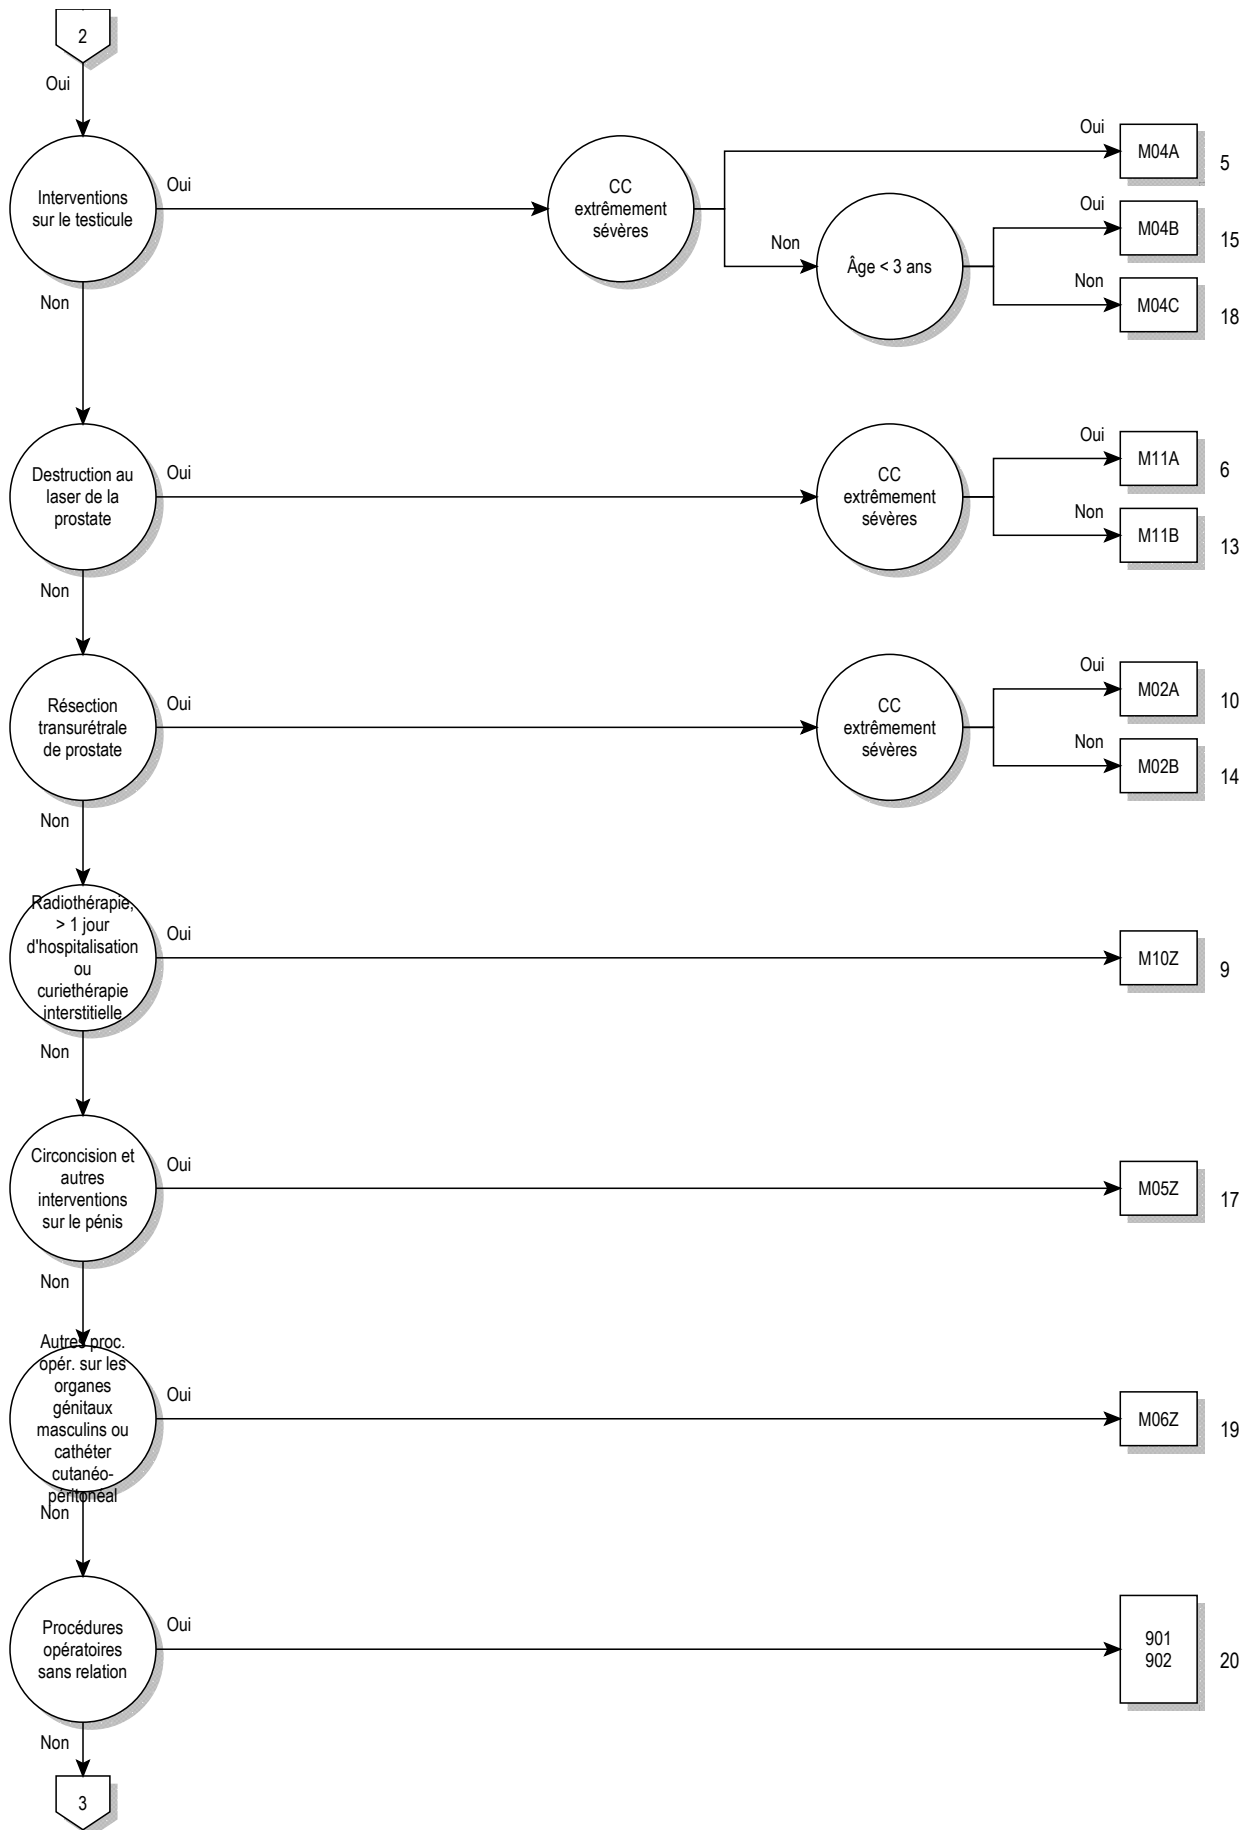 2
Oui
Interventions
sur le testicule
Oui
CC
extrêmement
sévères
Oui
M04A
5
Non
Âge < 3 ans
Oui
M04B
15
Non
M04C
18
Non
Destruction au
laser de la
prostate
Oui
CC
extrêmement
sévères
Oui
M11A
6
Non
M11B
13
Non
Résection
transurétrale
de prostate
Oui
CC
extrêmement
sévères
Oui
M02A
10
Non
M02B
14
Non
Radiothérapie,
> 1 jour
d'hospitalisation
ou
curiethérapie
interstitielle
Oui
M10Z
9
Non
Circoncision et
autres
interventions
sur le pénis
Oui
M05Z
17
Non
Autres proc.
opér. sur les
organes
génitaux
masculins ou
cathéter
cutanéo-
péritonéal
Oui
M06Z
19
Non
Procédures
opératoires
sans relation
Oui
901
902
20
Non
3